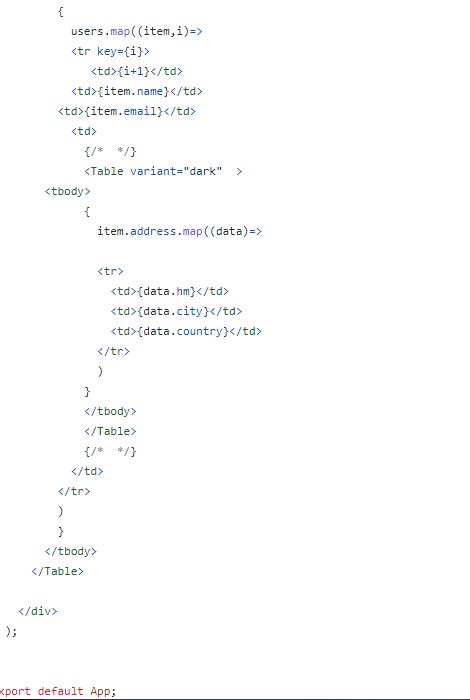 {
users.map((item,i)=>
<tr key={i}>
<td>{i+1}</td>
<td>{item.name}</td>
<td>{item.email}</td>
<td>
{/*  */}
<Table variant="dark"  >
<tbody>
{
item.address.map((data)=>
<tr>
<td>{data.hm}</td>
<td>{data.city}</td>
<td>{data.country}</td>
</tr>
)
}
</tbody>
</Table>
{/*  */}
</td>
</tr>
)
}
</tbody>
</Table>
</div>
);
xport default App;